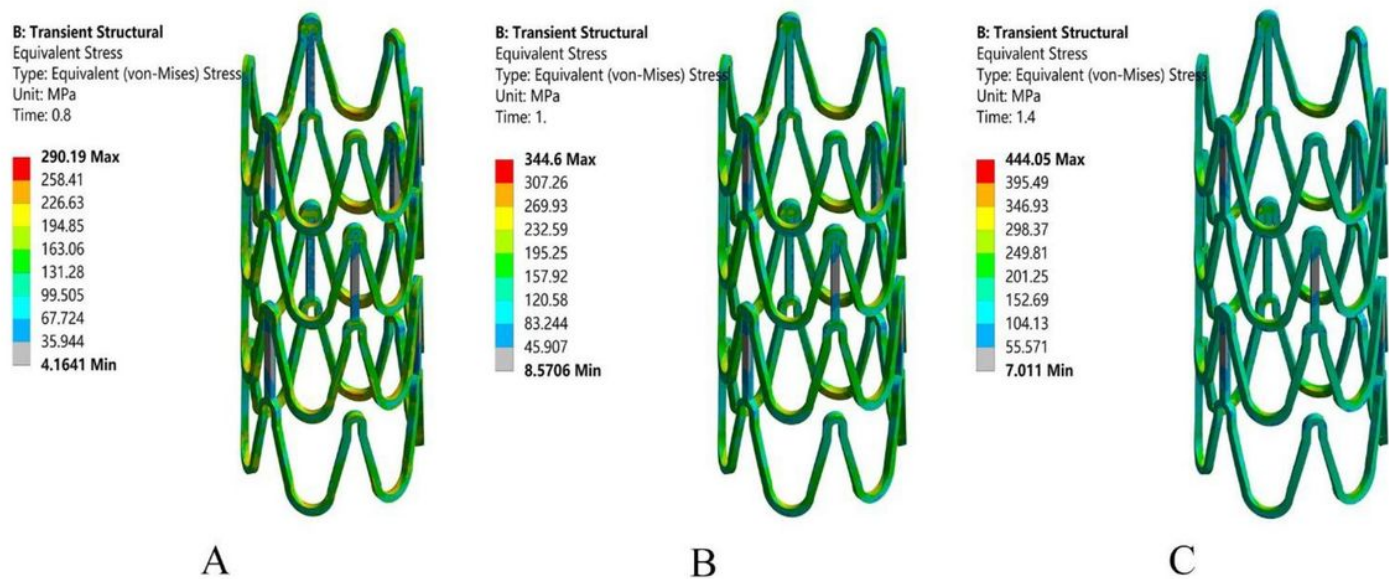 B: Transient Structural
Equivalent Stress
Type: Equivalent (von-Mises) Stress
Unit: MPa
Time: 0.8
290.19 Max
258.41
226.63
194.85
163.06
131.28
99.505
67.724
35.944
4.1641 Min
A
B: Transient Structural
Equivalent Stress
Type: Equivalent (von-Mises) Stress
Unit: MPa
Time: 1.
344.6 Max
307.26
269.93
232.59
195.25
157.92
120.58
83.244
45.907
8.5706 Min
B
B: Transient Structural
Equivalent Stress
Type: Equivalent (von-Mises) Stress
Unit: MPa
Time: 1.4
444.05 Max
395.49
346.93
298.37
249.81
201.25
152.69
104.13
55.571
7.011 Min
C